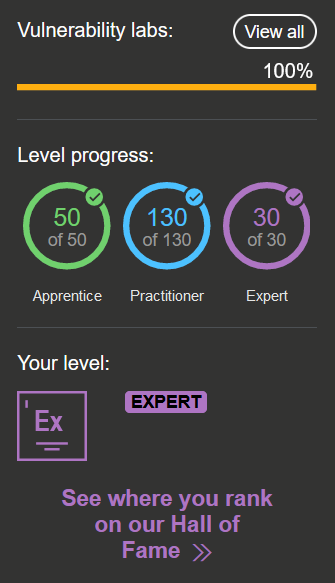 Vulnerability labs:
View all
100%
Level progress:
50
of 50
130
of 130
30
of 30
Apprentice
Practitioner
Expert
Your level:
Ex
EXPERT
See where you rank
on our Hall of
Fame